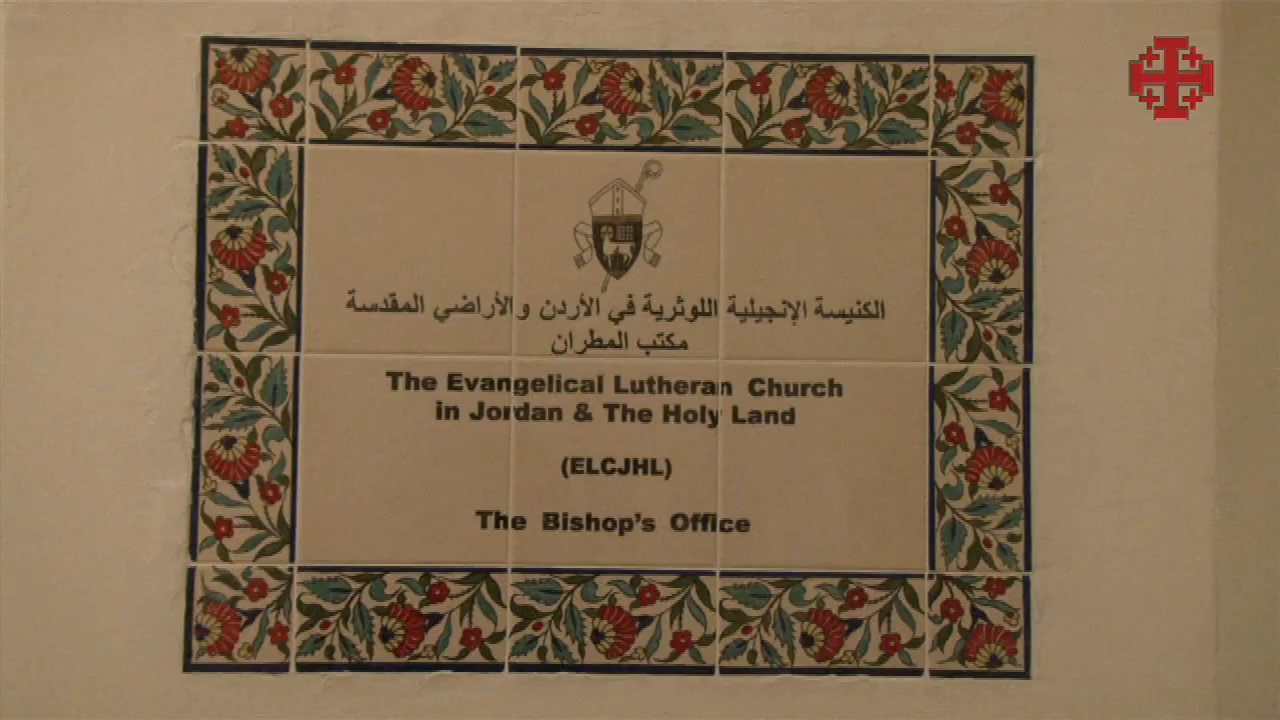 الكنيسة الإنجيلية اللوثرية في الأردن والأراضي المقدسة
مكتب المطران
The Evangelical Lutheran Church
in Jordan & The Holy Land
(ELCJHL)
The Bishop's Office